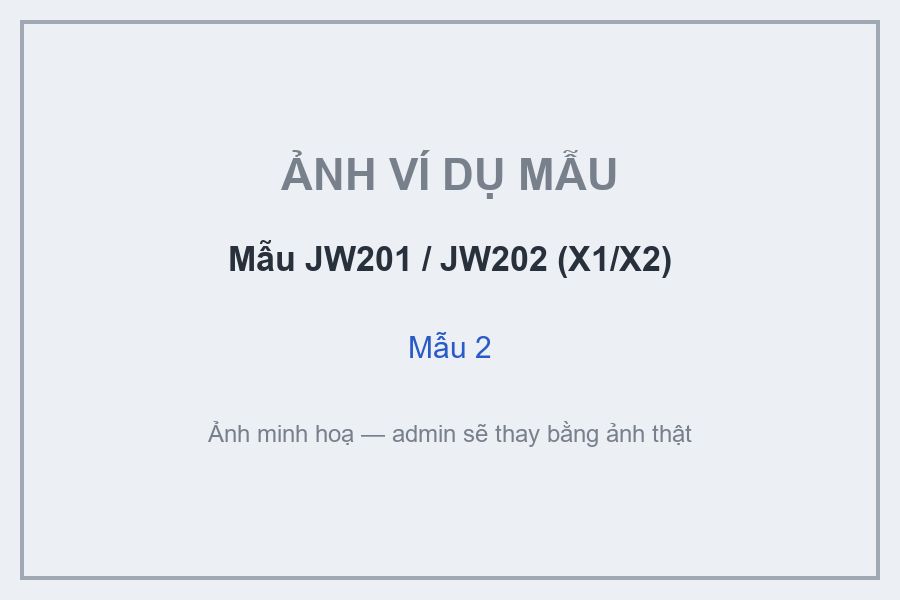 ẢNH VÍ DỤ MẪU
Mẫu JW201 / JW202 (X1/X2)
Mẫu 2
Ảnh minh hoạ — admin sẽ thay bằng ảnh thật